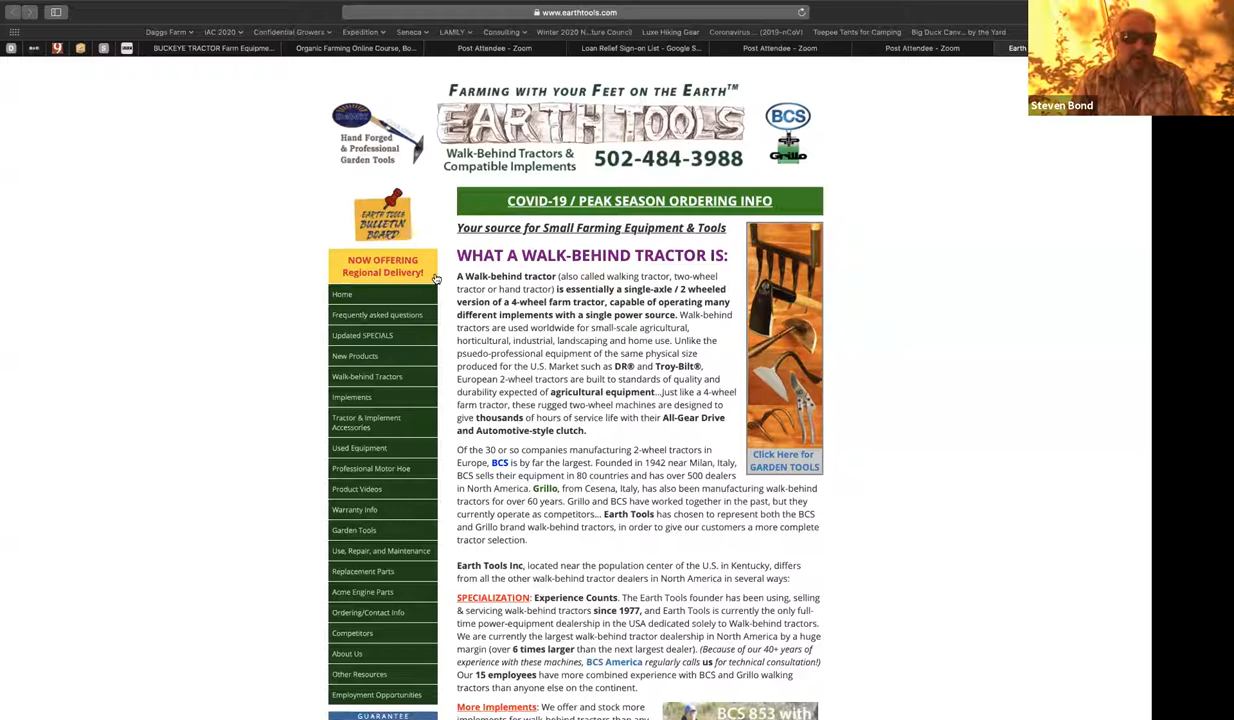 www.earthtools.com
Daggs Farm IAC 2020 Confidential Growers Expedition Seneca LAMILY Consulting Winter 2020 N...ture Council Luxe Hiking Gear Coronavirus ... (2019-nCoV) Teepee Tents for Camping Big Duck Canv...by the Yard
BUCKEYE TRACTOR Farm Equipme... Organic Farming Online Course, Bo... Post Attendee - Zoom Loan Relief Sign-on List - Google S... Post Attendee - Zoom Post Attendee - Zoom Earth
Steven Bond
FARMING WITH YOUR FEET ON THE EARTH™
EARTH TOOLS
Hand Forged
& Professional
Garden Tools
Walk-Behind Tractors &
Compatible Implements
502-484-3988
BCS
Grillo
EARTH TOOLS
BULLETIN
BOARD
NOW OFFERING
Regional Delivery!
Home
Frequently asked questions
Updated SPECIALS
New Products
Walk-behind Tractors
Implements
Tractor & Implement
Accessories
Used Equipment
Professional Motor Hoe
Product Videos
Warranty Info
Garden Tools
Use, Repair, and Maintenance
Replacement Parts
Acme Engine Parts
Ordering/Contact Info
Competitors
About Us
Other Resources
Employment Opportunities
GUARANTEE
COVID-19 / PEAK SEASON ORDERING INFO
Your source for Small Farming Equipment & Tools
WHAT A WALK-BEHIND TRACTOR IS:
A Walk-behind tractor (also called walking tractor, two-wheel
tractor or hand tractor) is essentially a single-axle / 2 wheeled
version of a 4-wheel farm tractor, capable of operating many
different implements with a single power source. Walk-behind
tractors are used worldwide for small-scale agricultural,
horticultural, industrial, landscaping and home use. Unlike the
psuedo-professional equipment of the same physical size
produced for the U.S. Market such as DR® and Troy-Bilt®,
European 2-wheel tractors are built to standards of quality and
durability expected of agricultural equipment...Just like a 4-wheel
farm tractor, these rugged two-wheel machines are designed to
give thousands of hours of service life with their All-Gear Drive
and Automotive-style clutch.
Click Here for
GARDEN TOOLS
Of the 30 or so companies manufacturing 2-wheel tractors in
Europe, BCS is by far the largest. Founded in 1942 near Milan, Italy,
BCS sells their equipment in 80 countries and has over 500 dealers
in North America. Grillo, from Cesena, Italy, has also been manufacturing walk-behind
tractors for over 60 years. Grillo and BCS have worked together in the past, but they
currently operate as competitors... Earth Tools has chosen to represent both the BCS
and Grillo brand walk-behind tractors, in order to give our customers a more complete
tractor selection.
Earth Tools Inc, located near the population center of the U.S. in Kentucky, differs
from all the other walk-behind tractor dealers in North America in several ways:
SPECIALIZATION: Experience Counts. The Earth Tools founder has been using, selling
& servicing walk-behind tractors since 1977, and Earth Tools is currently the only full-
time power-equipment dealership in the USA dedicated solely to Walk-behind tractors.
We are currently the largest walk-behind tractor dealership in North America by a huge
margin (over 6 times larger than the next largest dealer). (Because of our 40+ years of
experience with these machines, BCS America regularly calls us for technical consultation!)
Our 15 employees have more combined experience with BCS and Grillo walking
tractors than anyone else on the continent.
More Implements: We offer and stock more
implements for walk-behind tractors than any
BCS 853 with